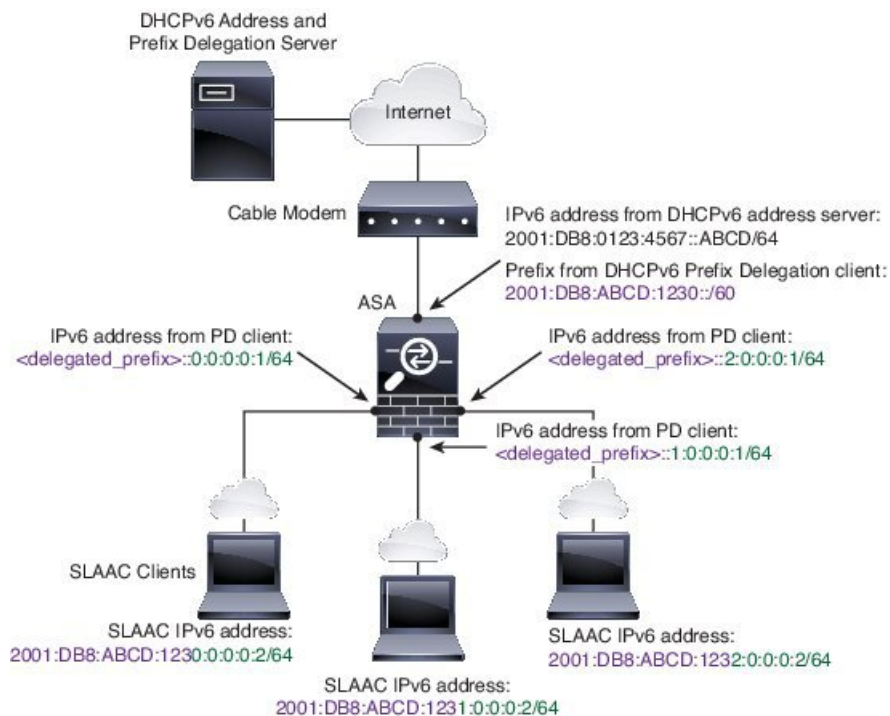 DHCPv6 Address and
Prefix Delegation Server
Internet
Cable Modem
IPv6 address from DHCPv6 address server:
2001:DB8:0123:4567::ABCD/64
Prefix from DHCPv6 Prefix Delegation client:
2001:DB8:ABCD:1230::/60
ASA
IPv6 address from PD client:
<delegated_prefix>::0:0:0:0:1/64
IPv6 address from PD client:
<delegated_prefix>::2:0:0:0:1/64
IPv6 address from PD client:
<delegated_prefix>::1:0:0:0:1/64
SLAAC Clients
SLAAC IPv6 address:
2001:DB8:ABCD:1230:0:0:0:2/64
SLAAC IPv6 address:
2001:DB8:ABCD:1231:0:0:0:2/64
SLAAC IPv6 address:
2001:DB8:ABCD:1232:0:0:0:2/64